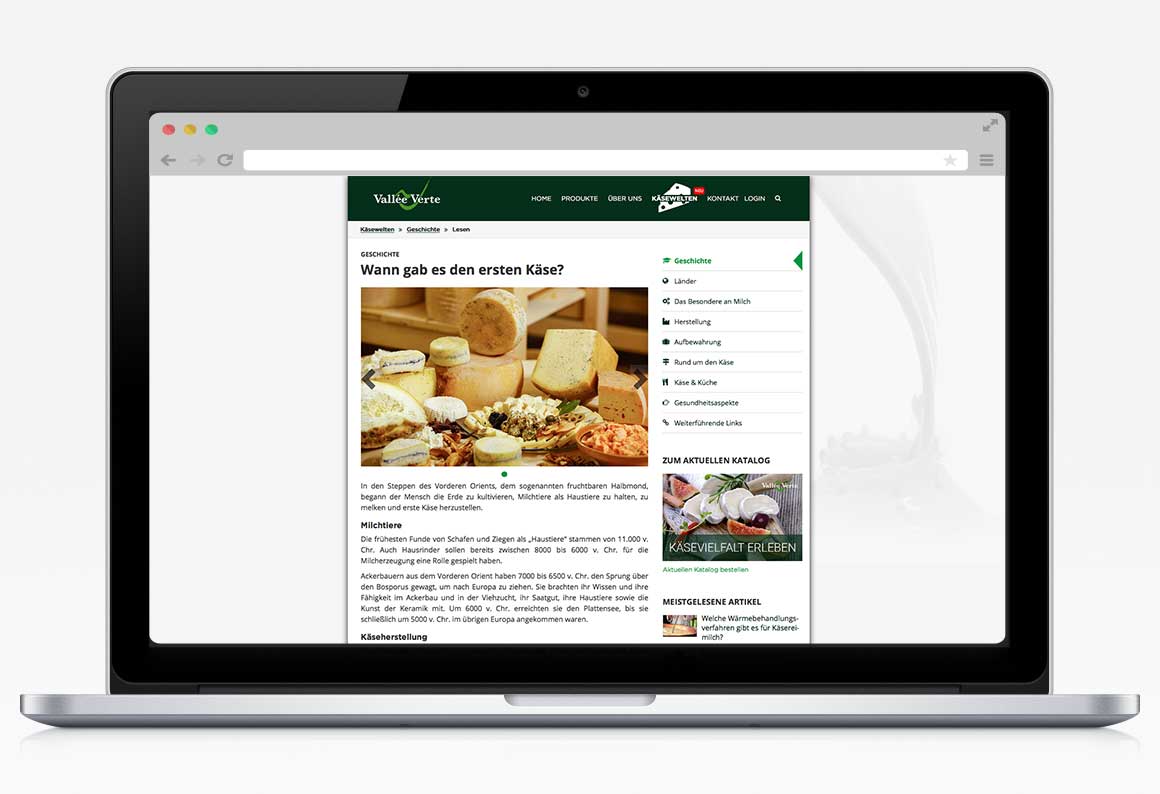 Vallée Verte
HOME PRODUKTE ÜBER UNS KÄSEWELTEN NEU KONTAKT LOGIN
Käsewelten » Geschichte » Lesen
GESCHICHTE
Wann gab es den ersten Käse?
In den Steppen des Vorderen Orients, dem sogenannten fruchtbaren Halbmond,
begann der Mensch die Erde zu kultivieren, Milchtiere als Haustiere zu halten, zu
melken und erste Käse herzustellen.
Milchtiere
Die frühesten Funde von Schafen und Ziegen als „Haustiere“ stammen von 11.000 v.
Chr. Auch Hausrinder sollen bereits zwischen 8000 bis 6000 v. Chr. für die
Milcherzeugung eine Rolle gespielt haben.
Ackerbauern aus dem Vorderen Orient haben 7000 bis 6500 v. Chr. den Sprung über
den Bosporus gewagt, um nach Europa zu ziehen. Sie brachten ihr Wissen und ihre
Fähigkeit im Ackerbau und in der Viehzucht, ihr Saatgut, ihre Haustiere sowie die
Kunst der Keramik mit. Um 6000 v. Chr. erreichten sie den Plattensee, bis sie
schließlich um 5000 v. Chr. im übrigen Europa angekommen waren.
Käseherstellung
Geschichte
Länder
Das Besondere an Milch
Herstellung
Aufbewahrung
Rund um den Käse
Käse & Küche
Gesundheitsaspekte
Weiterführende Links
ZUM AKTUELLEN KATALOG
Vallée Verte
KÄSEVIELFALT ERLEBEN
Aktuellen Katalog bestellen
MEISTGELESENE ARTIKEL
Welche Wärmebehandlungs-
verfahren gibt es für Käserei-
milch?